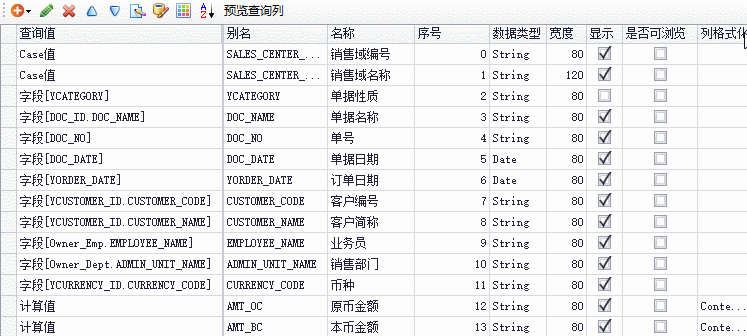 预览查询列
查询值 别名 名称 序号 数据类型 宽度 显示 是否可浏览 列格式化
Case值 SALES_CENTER_... 销售域编号 0 String 80
Case值 SALES_CENTER_... 销售域名称 1 String 120
字段[YCATEGORY] YCATEGORY 单据性质 2 String 80
字段[DOC_ID.DOC_NAME] DOC_NAME 单据名称 3 String 80
字段[DOC_NO] DOC_NO 单号 4 String 80
字段[DOC_DATE] DOC_DATE 单据日期 5 Date 80
字段[YORDER_DATE] YORDER_DATE 订单日期 6 Date 80
字段[YCUSTOMER_ID.CUSTOMER_CODE] CUSTOMER_CODE 客户编号 7 String 80
字段[YCUSTOMER_ID.CUSTOMER_NAME] CUSTOMER_NAME 客户简称 8 String 80
字段[Owner_Emp.EMPLOYEE_NAME] EMPLOYEE_NAME 业务员 9 String 80
字段[Owner_Dept.ADMIN_UNIT_NAME] ADMIN_UNIT_NAME 销售部门 10 String 80
字段[YCURRENCY_ID.CURRENCY_CODE] CURRENCY_CODE 币种 11 String 80
计算值 AMT_OC 原币金额 12 String 80 Conte...
计算值 AMT_BC 本币金额 13 String 80 Conte...